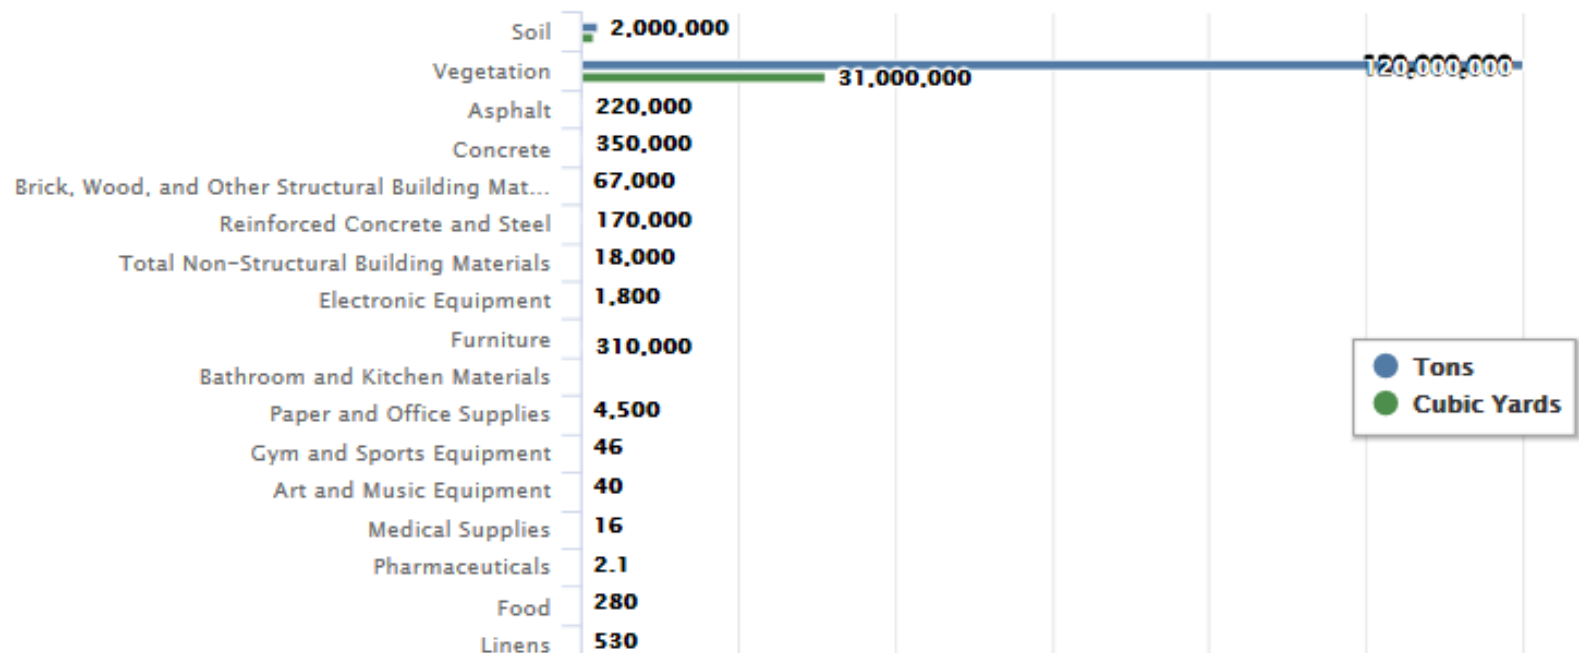 Soil 2,000,000
Vegetation 120,000,000
31,000,000
Asphalt 220,000
Concrete 350,000
Brick, Wood, and Other Structural Building Mat... 67,000
Reinforced Concrete and Steel 170,000
Total Non-Structural Building Materials 18,000
Electronic Equipment 1,800
Furniture 310,000
Bathroom and Kitchen Materials
Paper and Office Supplies 4,500
Gym and Sports Equipment 46
Art and Music Equipment 40
Medical Supplies 16
Pharmaceuticals 2.1
Food 280
Linens 530
Tons
Cubic Yards